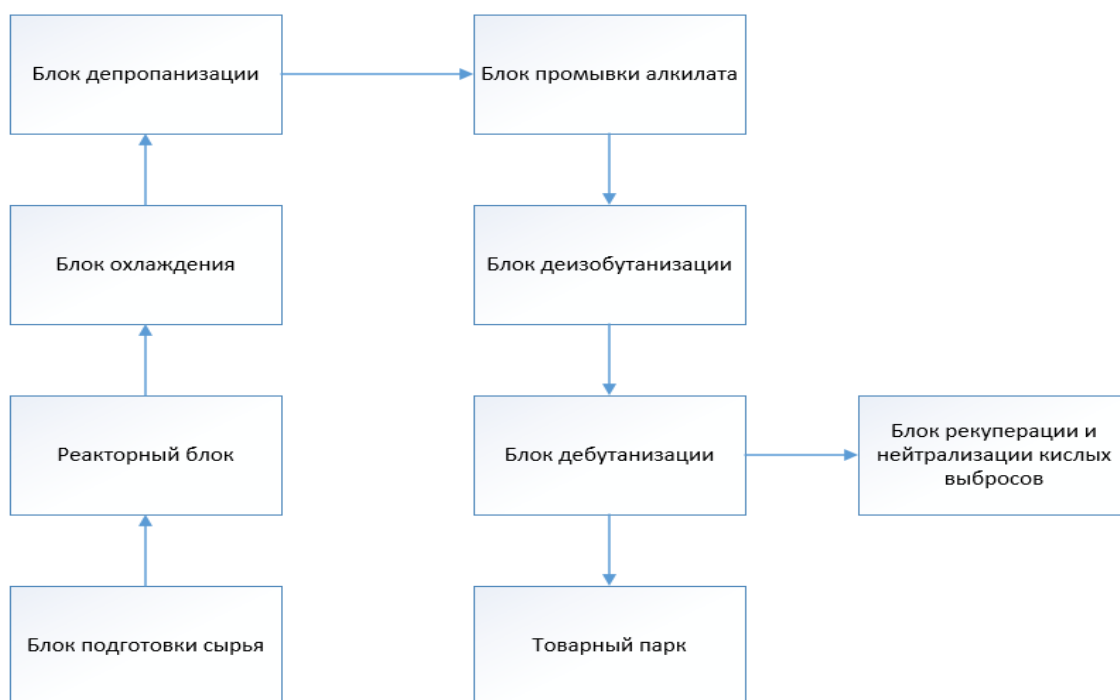 Блок депропанизации
Блок промывки алкилата
Блок охлаждения
Блок деизобутанизации
Реакторный блок
Блок дебутанизации
Блок рекуперации и
нейтрализации кислых
выбросов
Блок подготовки сырья
Товарный парк